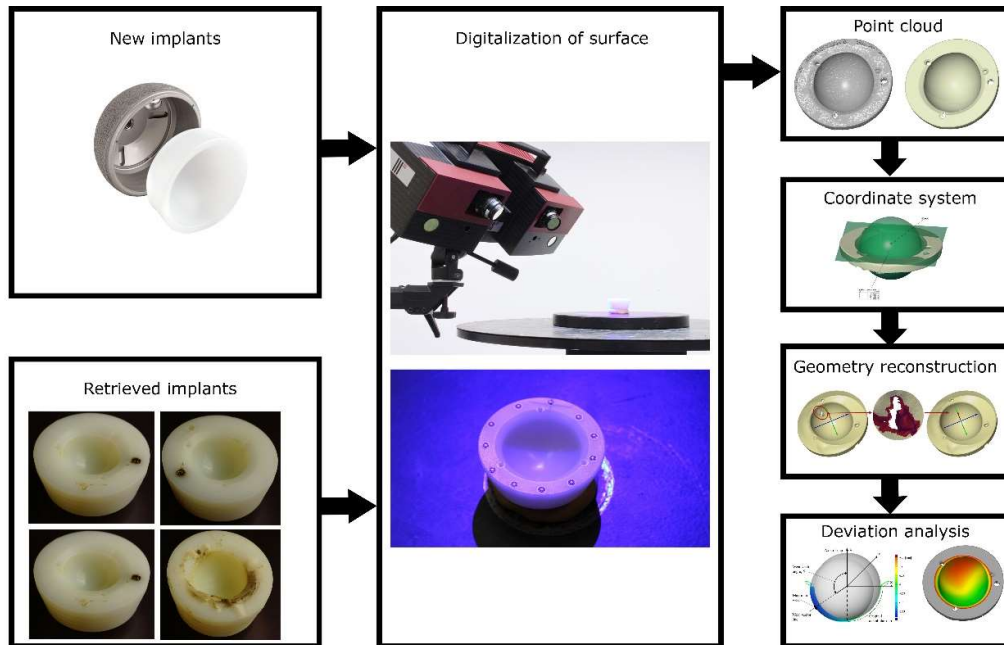 New implants
Digitalization of surface
Point cloud
Coordinate system
Retrieved implants
Geometry reconstruction
Deviation analysis